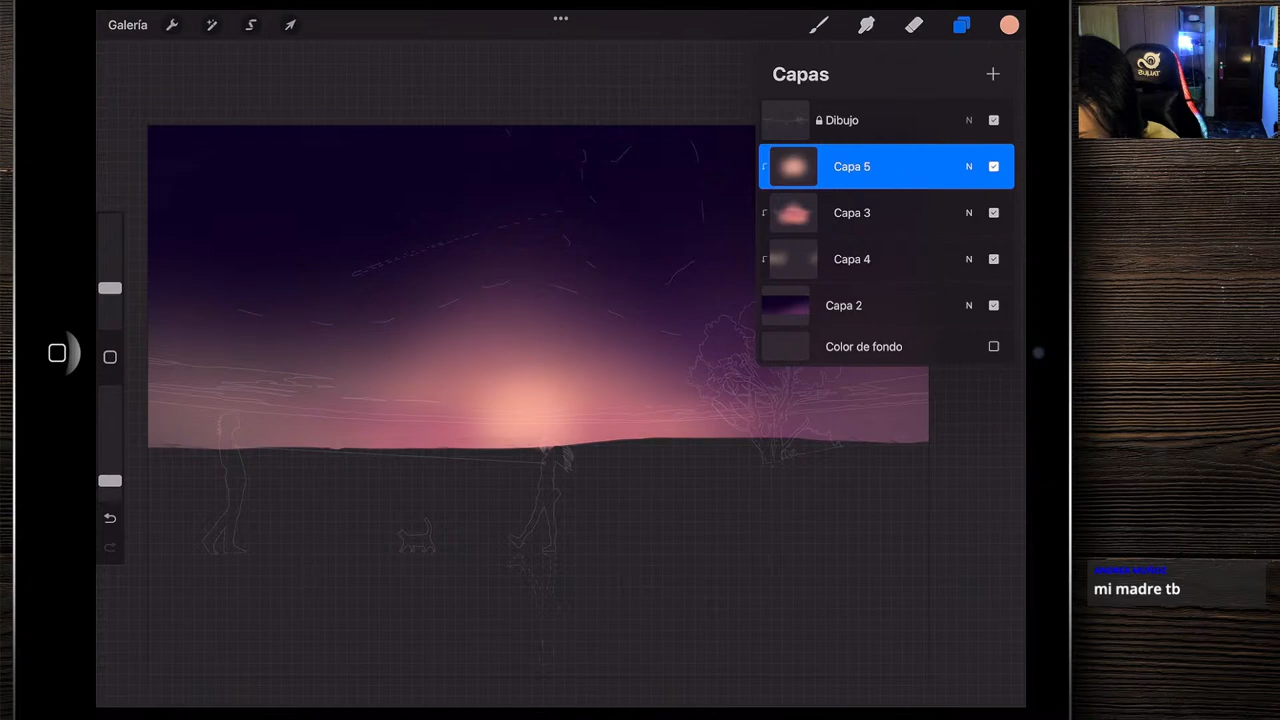 Galería
Capas
Dibujo
N
Capa 5
N
Capa 3
N
Capa 4
N
Capa 2
N
Color de fondo
mi madre tb